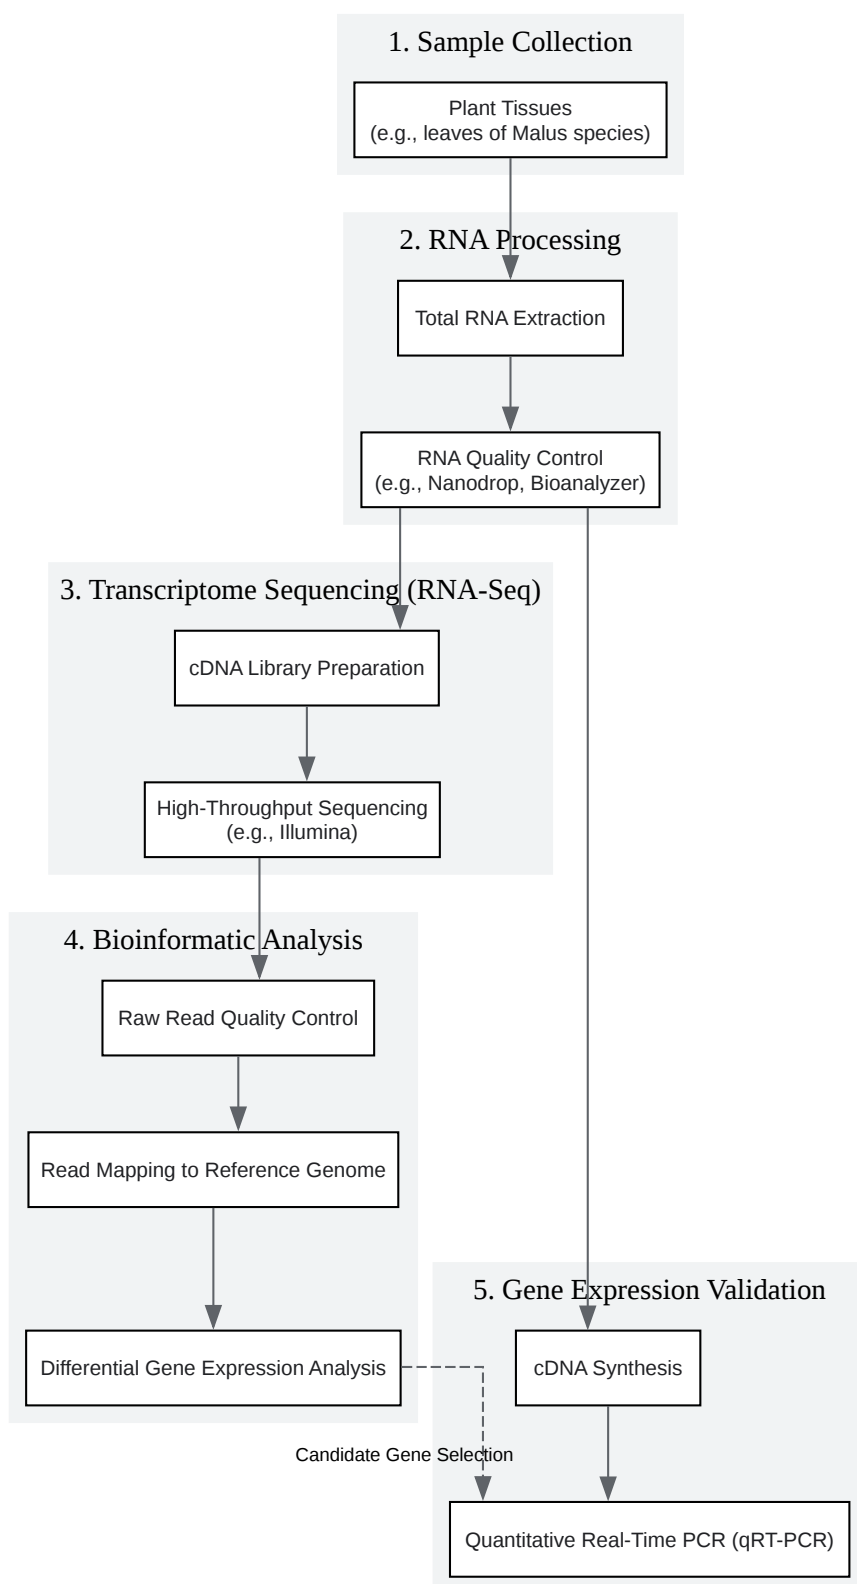 1. Sample Collection
Plant Tissues
(e.g., leaves of Malus species)
2. RNA Processing
Total RNA Extraction
RNA Quality Control
(e.g., Nanodrop, Bioanalyzer)
3. Transcriptome Sequencing (RNA-Seq)
cDNA Library Preparation
High-Throughput Sequencing
(e.g., Illumina)
4. Bioinformatic Analysis
Raw Read Quality Control
Read Mapping to Reference Genome
Differential Gene Expression Analysis
Candidate Gene Selection
5. Gene Expression Validation
cDNA Synthesis
Quantitative Real-Time PCR (qRT-PCR)